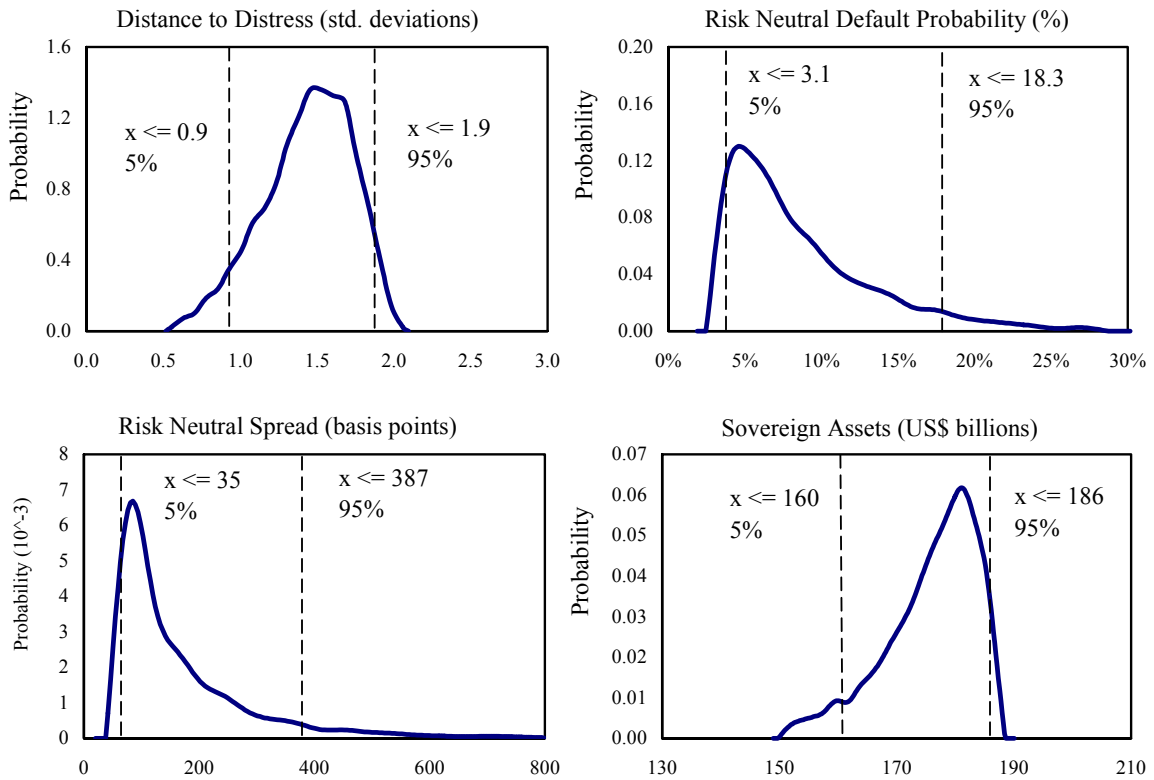 Distance to Distress (std. deviations)
Probability
1.6
1.2
0.8
0.4
0.0
x <= 0.9
5%
x <= 1.9
95%
0.0 0.5 1.0 1.5 2.0 2.5 3.0
Risk Neutral Default Probability (%)
Probability
0.20
0.16
0.12
0.08
0.04
0.00
x <= 3.1
5%
x <= 18.3
95%
0% 5% 10% 15% 20% 25% 30%
Risk Neutral Spread (basis points)
Probability (10^-3)
8
7
6
5
4
3
2
1
0
x <= 35
5%
x <= 387
95%
0 200 400 600 800
Sovereign Assets (US$ billions)
Probability
0.07
0.06
0.05
0.04
0.03
0.02
0.01
0.00
x <= 160
5%
x <= 186
95%
130 150 170 190 210